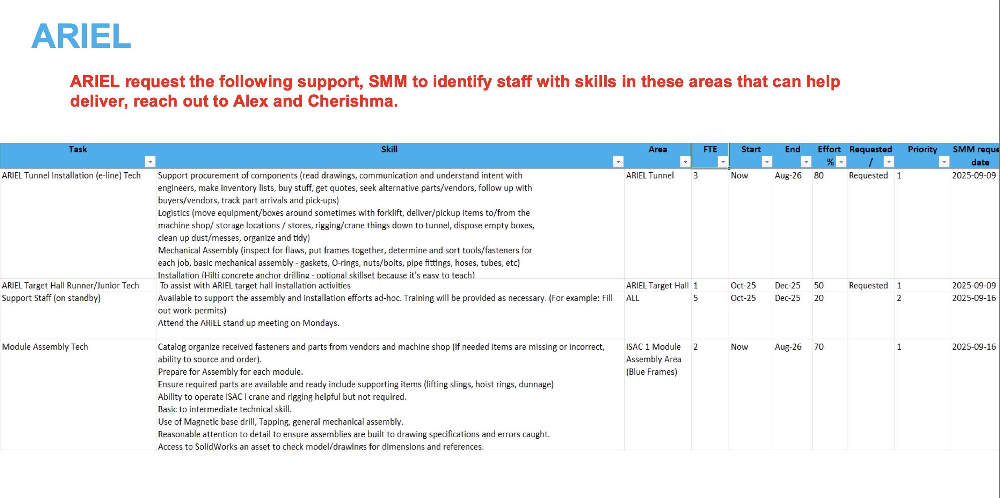 ARIEL
ARIEL request the following support, SMM to identify staff with skills in these areas that can help
deliver, reach out to Alex and Cherishma.
Task Skill Area FTE Start End Effort % Requested / Priority SMM reque date
ARIEL Tunnel Installation (e-line) Tech
Support procurement of components (read drawings, communication and understand intent with
engineers, make inventory lists, buy stuff, get quotes, seek alternative parts/vendors, follow up with
buyers/vendors, track part arrivals and pick-ups)
Logistics (move equipment/boxes around sometimes with forklift, deliver/pickup items to/from the
machine shop/ storage locations / stores, rigging/crane things down to tunnel, dispose empty boxes,
clean up dust/messes, organize and tidy)
Mechanical Assembly (inspect for flaws, put frames together, determine and sort tools/fasteners for
each job, basic mechanical assembly - gaskets, O-rings, nuts/bolts, pipe fittings, hoses, tubes, etc)
Installation (Hilti concrete anchor drilling - optional skillset because it's easy to teach)
ARIEL Tunnel 3 Now Aug-26 80 Requested 1 2025-09-09
ARIEL Target Hall Runner/Junior Tech To assist with ARIEL target hall installation activities ARIEL Target Hall 1 Oct-25 Dec-25 50 Requested 1 2025-09-09
Support Staff (on standby)
Available to support the assembly and installation efforts ad-hoc. Training will be provided as necessary. (For example: Fill
out work-permits)
Attend the ARIEL stand up meeting on Mondays.
ALL 5 Oct-25 Dec-25 20 2 2025-09-16
Module Assembly Tech
Catalog organize received fasteners and parts from vendors and machine shop (If needed items are missing or incorrect,
ability to source and order).
Prepare for Assembly for each module.
Ensure required parts are available and ready include supporting items (lifting slings, hoist rings, dunnage)
Ability to operate ISAC I crane and rigging helpful but not required.
Basic to intermediate technical skill.
Use of Magnetic base drill, Tapping, general mechanical assembly.
Reasonable attention to detail to ensure assemblies are built to drawing specifications and errors caught.
Access to SolidWorks an asset to check model/drawings for dimensions and references.
ISAC 1 Module
Assembly Area
(Blue Frames)
2 Now Aug-26 70 1 2025-09-16